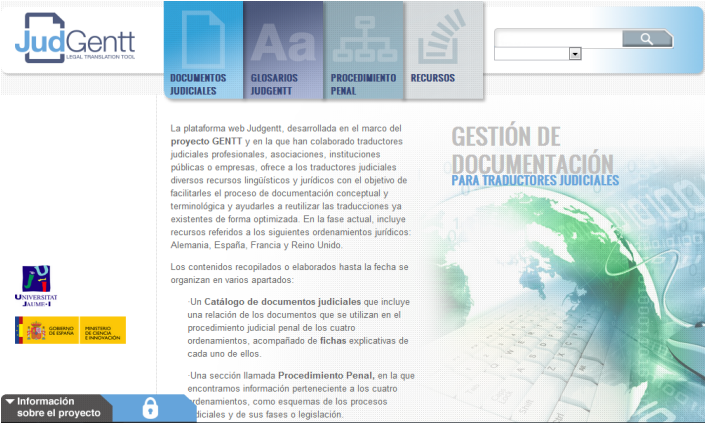 JudGentt
LEGAL TRANSLATION TOOL
Aa
DOCUMENTOS
JUDICIALES
GLOSARIOS
JUDGENTT
PROCEDIMIENTO
PENAL
RECURSOS
La plataforma web Judgentt, desarrollada en el marco del
proyecto GENTT y en la que han colaborado traductores
judiciales profesionales, asociaciones, instituciones
públicas o empresas, ofrece a los traductores judiciales
diversos recursos lingüísticos y jurídicos con el objetivo de
facilitarles el proceso de documentación conceptual y
terminológica y ayudarles a reutilizar las traducciones ya
existentes de forma optimizada. En la fase actual, incluye
recursos referidos a los siguientes ordenamientos jurídicos:
Alemania, España, Francia y Reino Unido.
Los contenidos recopilados o elaborados hasta la fecha se
organizan en varios apartados:
·Un Catálogo de documentos judiciales que incluye
una relación de los documentos que se utilizan en el
procedimiento judicial penal de los cuatro
ordenamientos, acompañado de fichas explicativas de
cada uno de ellos.
·Una sección llamada Procedimiento Penal, en la que
encontramos información perteneciente a los cuatro
ordenamientos, como esquemas de los procesos
diciales y de sus fases o legislación.
GESTIÓN DE
DOCUMENTACIÓN
PARA TRADUCTORES JUDICIALES
UNIVERSITAT
JAUME·I
GOBIERNO
DE ESPAÑA
MINISTERIO
DE CIENCIA
E INNOVACIÓN
Información
sobre el proyecto